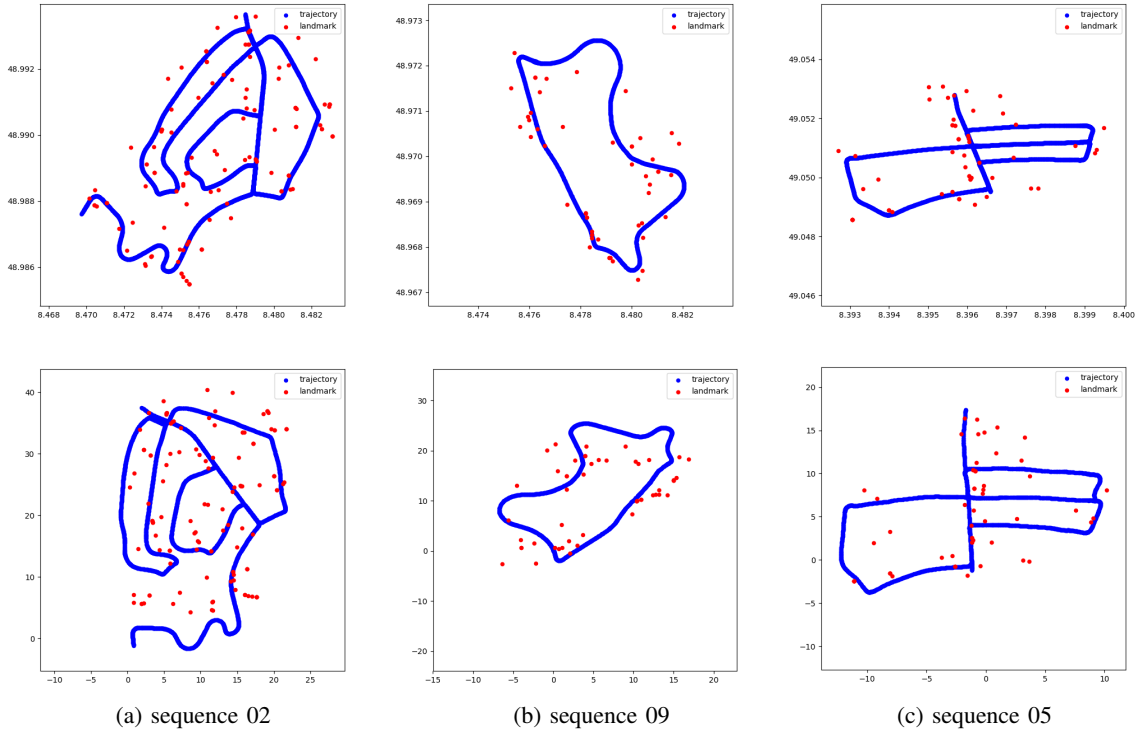 trajectory
landmark
48.992
48.990
48.988
48.986
8.468 8.470 8.472 8.474 8.476 8.478 8.480 8.482
trajectory
landmark
48.973
48.972
48.971
48.970
48.969
48.968
48.967
8.474 8.476 8.478 8.480 8.482
trajectory
landmark
49.054
49.052
49.050
49.048
49.046
8.393 8.394 8.395 8.396 8.397 8.398 8.399 8.400
trajectory
landmark
40
30
20
10
0
−10 −5 0 5 10 15 20 25
trajectory
landmark
30
20
10
0
−10
−20
−15 −10 −5 0 5 10 15 20
trajectory
landmark
20
15
10
5
0
−5
−10
−10 −5 0 5 10
(a) sequence 02
(b) sequence 09
(c) sequence 05